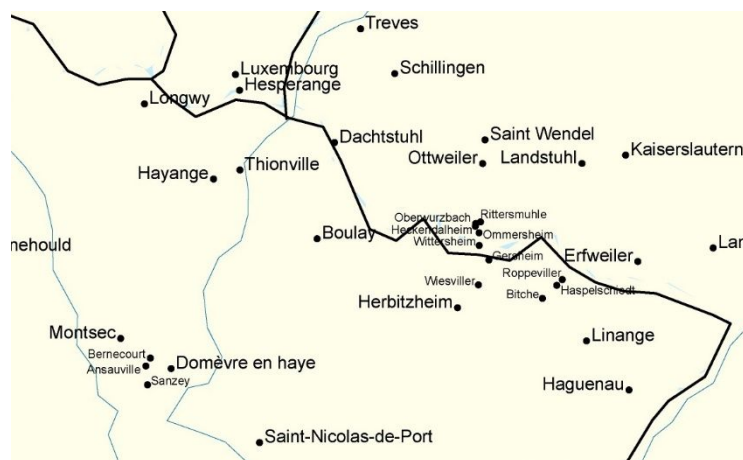 Treves
Luxembourg
Schillingen
Hesperange
Longwy
Dachtstuhl
Saint Wendel
Kaiserslautern
Ottweiler
Landstuhl
Thionville
Hayange
Oberwurzbach
Rittersmuhle
Heckendalheim
Ommersheim
Wittersheim
Boulay
nehould
Lar
Gersheim
Erfweiler
Roppeviller
Wiesviller
Haspelschiedt
Bitche
Herbitzheim
Montsec
Linange
Bernecourt
Ansauville
Domèvre en haye
Sanzey
Haguenau
Saint-Nicolas-de-Port